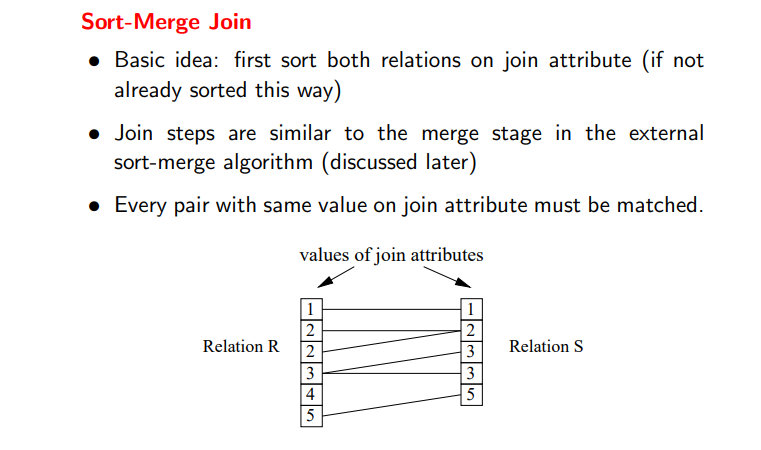 Sort-Merge Join
• Basic idea: first sort both relations on join attribute (if not
already sorted this way)
• Join steps are similar to the merge stage in the external
sort-merge algorithm (discussed later)
• Every pair with same value on join attribute must be matched.
values of join attributes
1 1
2 2
Relation R 2 3 Relation S
3 3
4 5
5